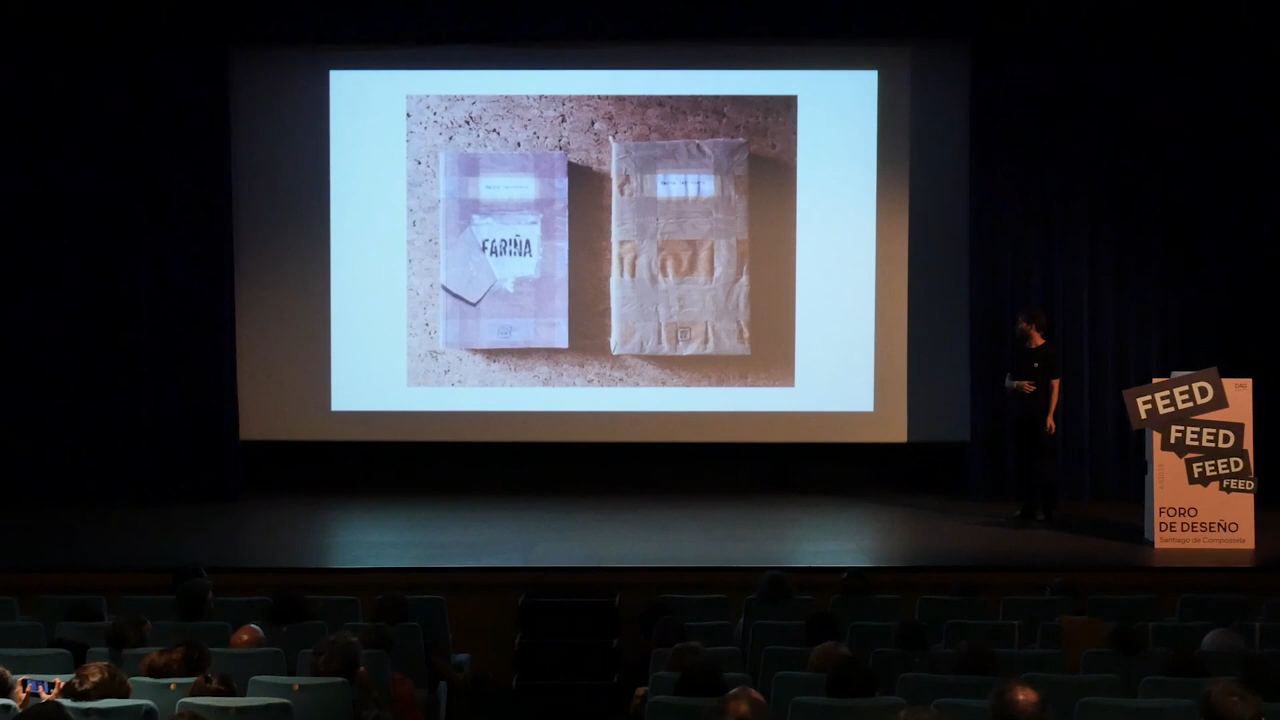 FARIÑA
FEED
FEED
FEED
FEED
FORO
DE DESEÑO
Santiago de Compostela